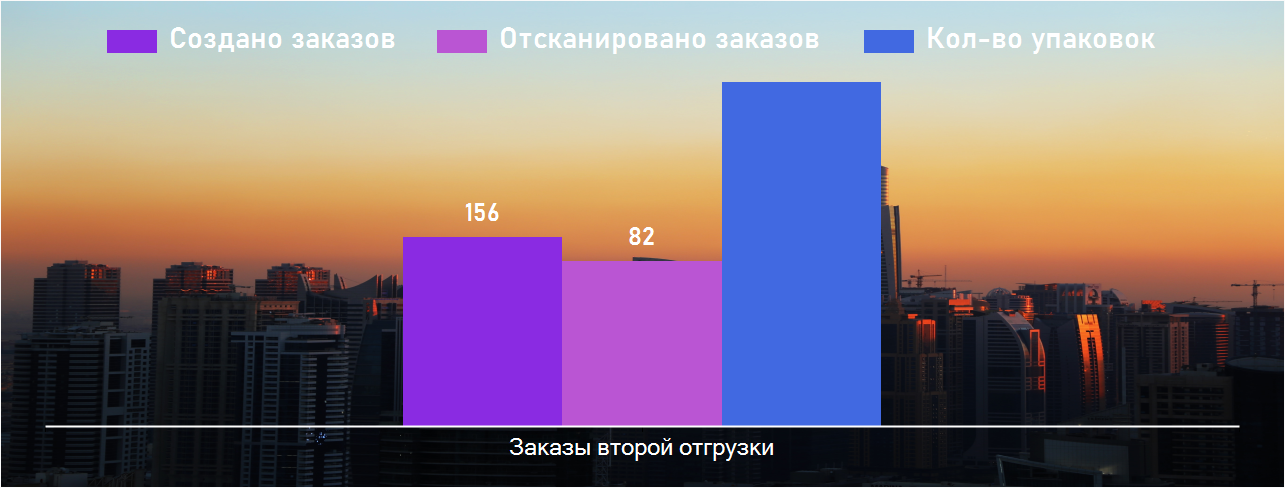 Создано заказов Отсканировано заказов Кол-во упаковок
156
82
Заказы второй отгрузки